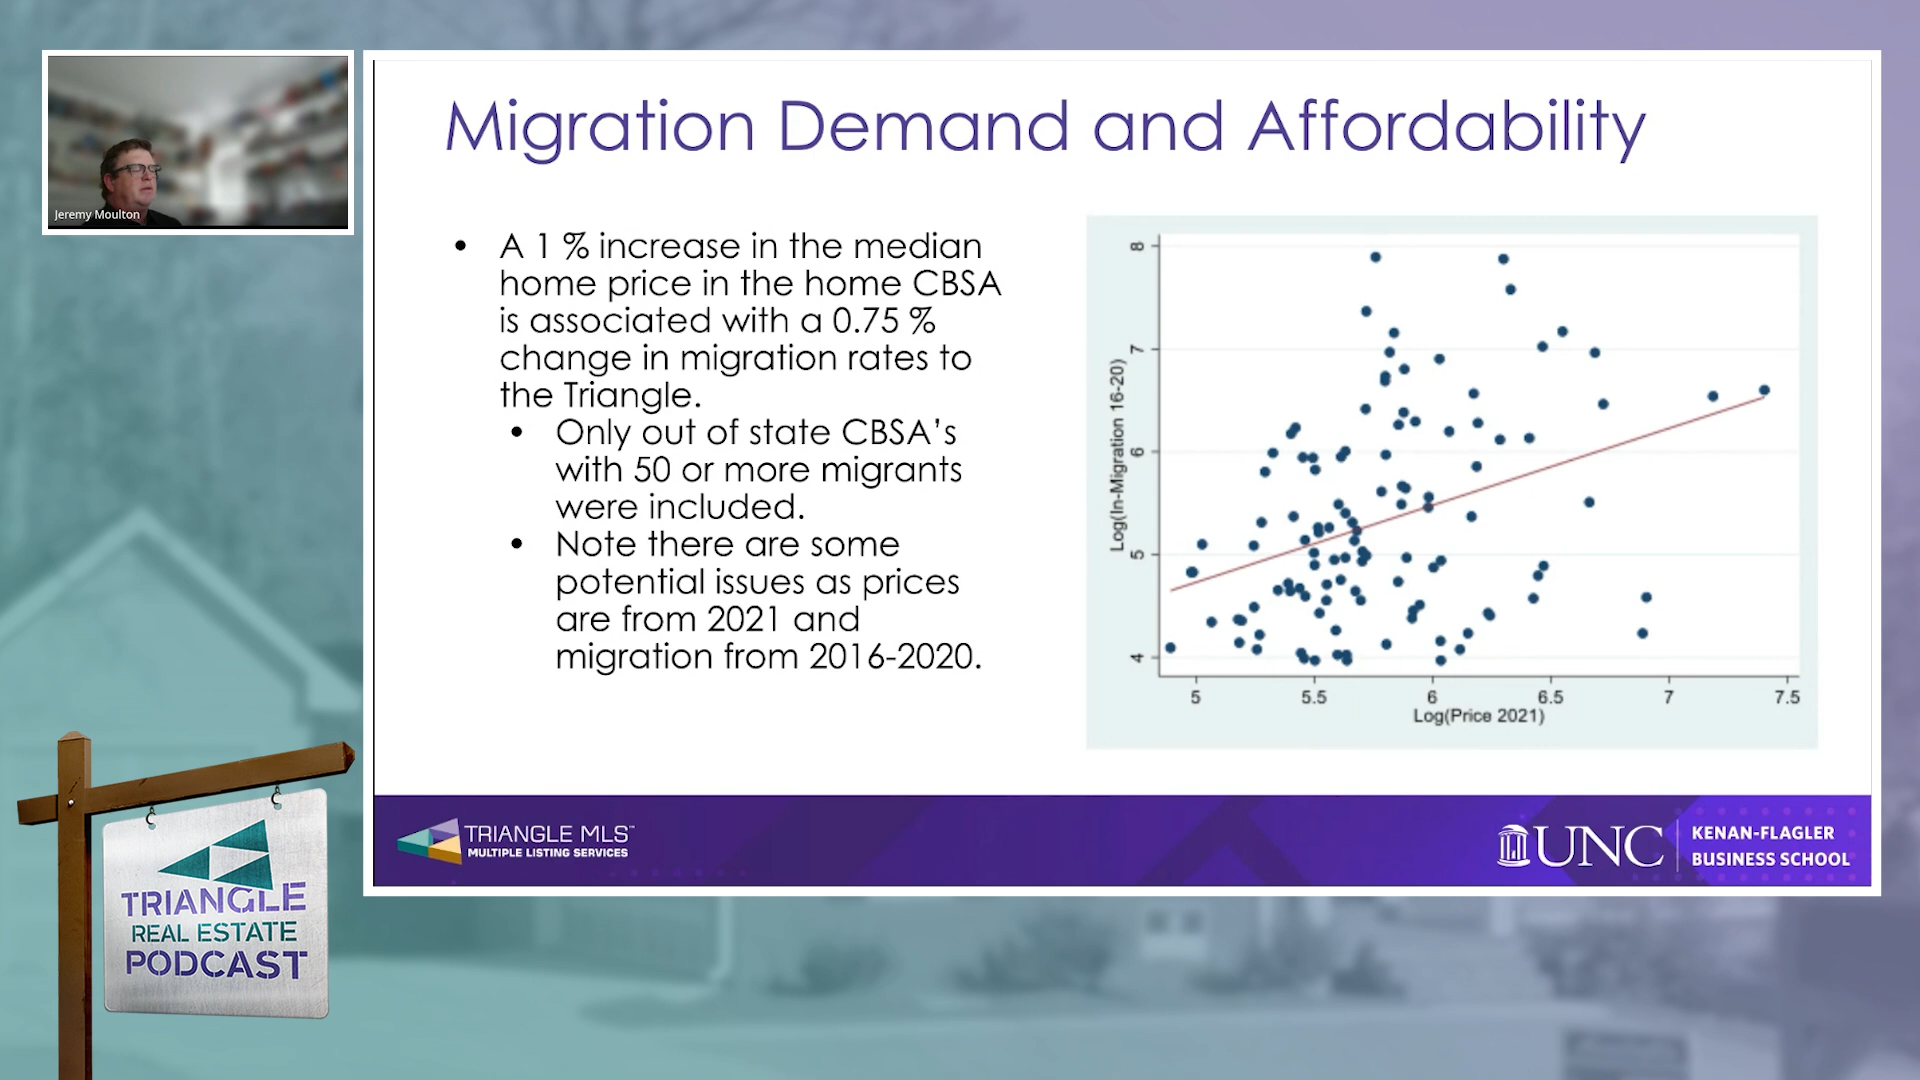 Jeremy Moulton
Migration Demand and Affordability
• A 1 % increase in the median
home price in the home CBSA
is associated with a 0.75 %
change in migration rates to
the Triangle.
• Only out of state CBSA's
with 50 or more migrants
were included.
• Note there are some
potential issues as prices
are from 2021 and
migration from 2016-2020.
Log(In-Migration 16-20)
8
7
6
5
4
5
5.5
6
6.5
7
7.5
Log(Price 2021)
TRIANGLE MLS™
MULTIPLE LISTING SERVICES
UNC
KENAN-FLAGLER
BUSINESS SCHOOL
TRIANGLE
REAL ESTATE
PODCAST